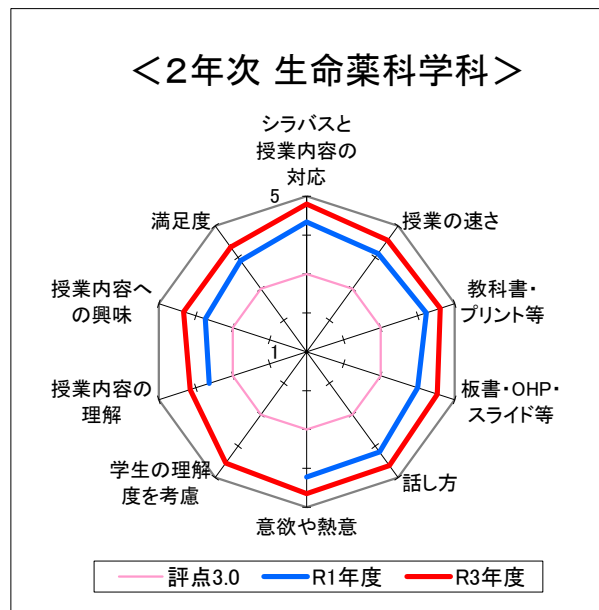 ＜2年次 生命薬科学科＞
シラバスと
授業内容の
対応
5
授業の速さ
教科書・
プリント等
板書・OHP・
スライド等
話し方
意欲や熱意
学生の理解
度を考慮
授業内容の
理解
授業内容へ
の興味
満足度
1
評点3.0
R1年度
R3年度